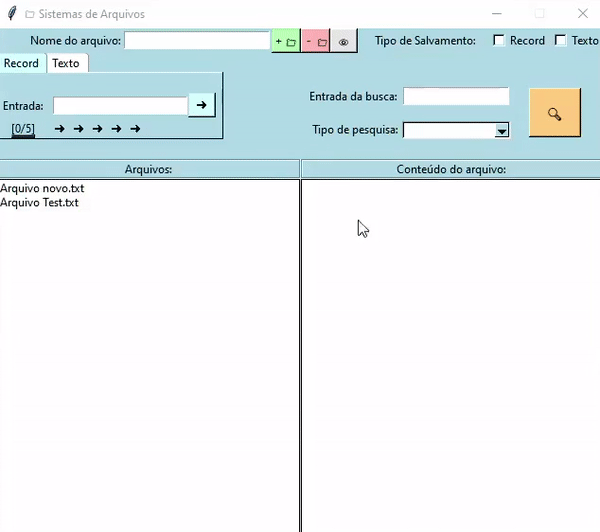 Sistemas de Arquivos
Nome do arquivo: + - Tipo de Salvamento: Record Texto
Record Texto
Entrada: ➜
Entrada da busca:
[0/5] ➜ ➜ ➜ ➜ ➜
Tipo de pesquisa:
Arquivos: Conteúdo do arquivo:
Arquivo novo.txt
Arquivo Test.txt